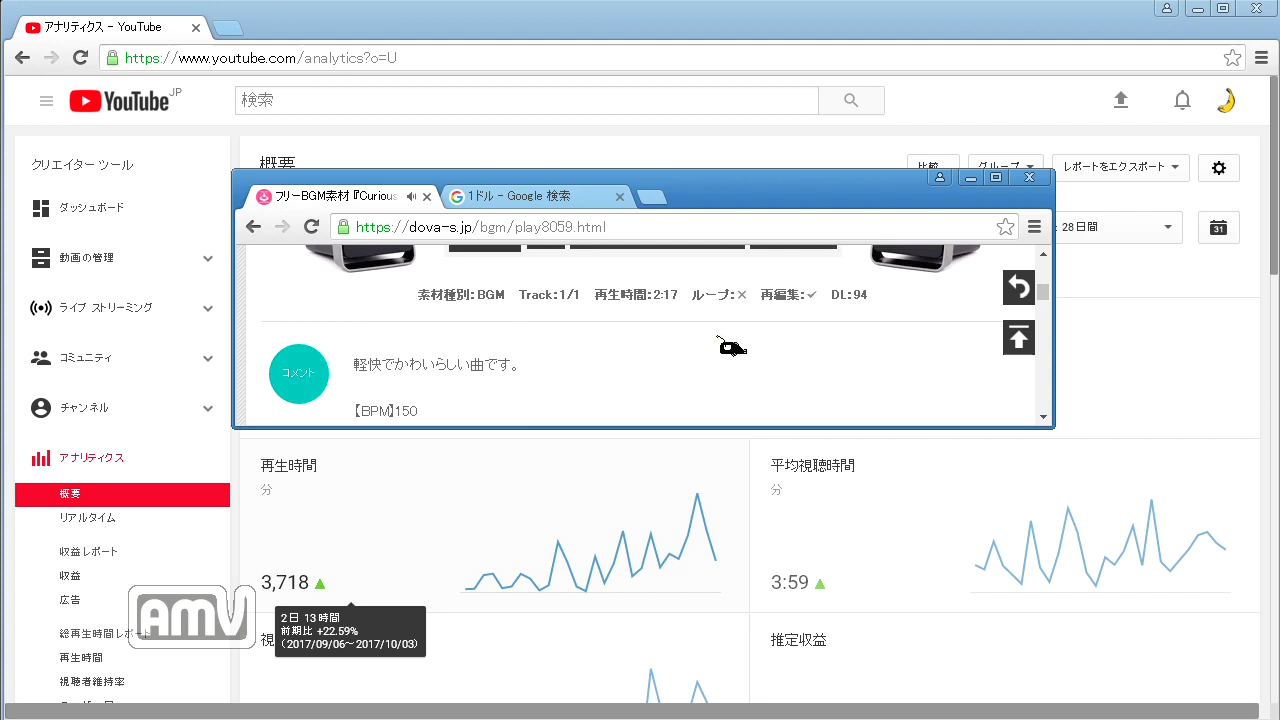 アナリティクス - YouTube
https://www.youtube.com/analytics?o=U
YouTube JP
検索
クリエイター ツール
概要
比較
グループ
レポートをエクスポート
フリーBGM素材『Curious
1ドル - Google 検索
ダッシュボード
https://dova-s.jp/bgm/play8059.html
28日間
31
動画の管理
素材種別:BGM Track:1/1 再生時間:2:17 ループ:✕ 再編集:✓ DL:94
ライブ ストリーミング
コミュニティ
コメント
軽快でかわいらしい曲です。
チャンネル
【BPM】150
アナリティクス
再生時間
平均視聴時間
概要
分
分
リアルタイム
収益レポート
収益
3,718
3:59
広告
AMV
2日 13時間
前期比 +22.59%
(2017/09/06～2017/10/03)
総再生時間レポート
視
推定収益
再生時間
視聴者維持率